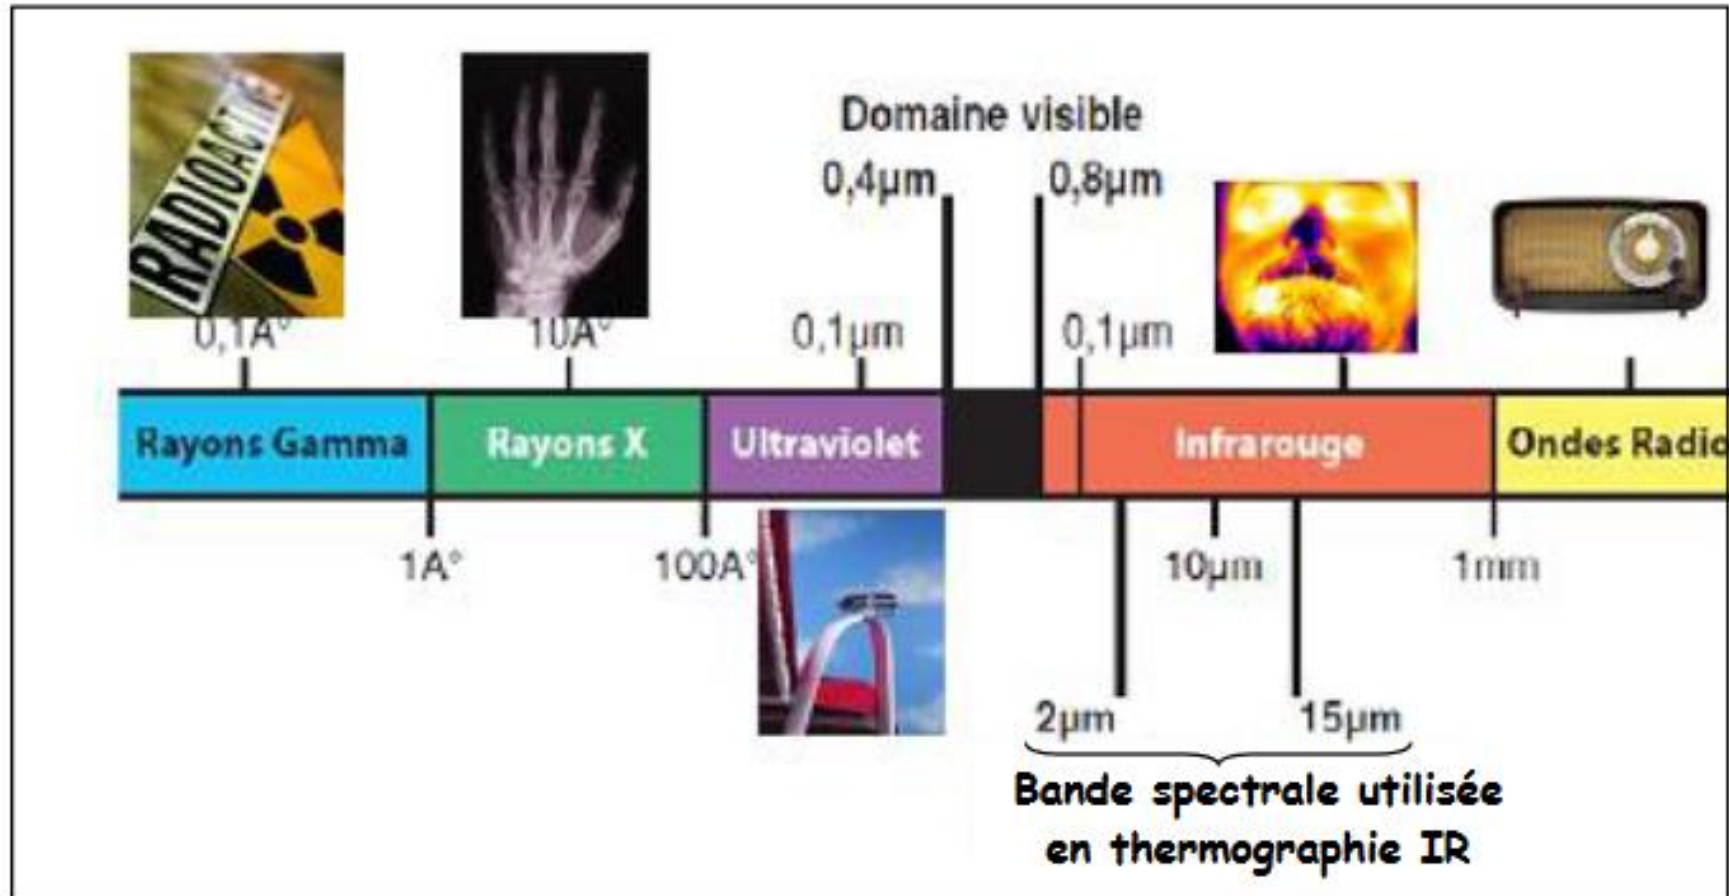 RADIOACTIF
Domaine visible
0,4µm
0,8µm
0,1A°
10A°
0,1µm
0,1µm
Rayons Gamma
Rayons X
Ultraviolet
Infrarouge
Ondes Radio
1A°
100A°
10µm
1mm
2µm
15µm
Bande spectrale utilisée
en thermographie IR